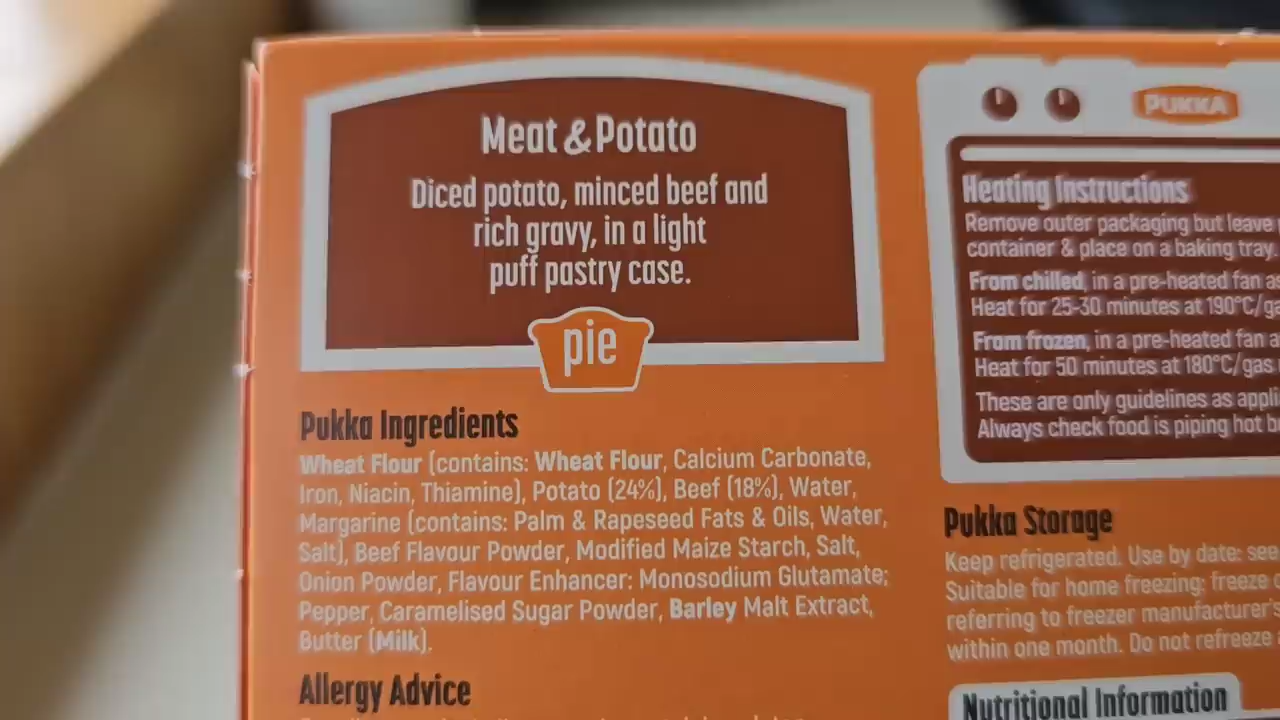 Meat & Potato
Diced potato, minced beef and
rich gravy, in a light
puff pastry case.
pie
Pukka Ingredients
Wheat Flour (contains: Wheat Flour, Calcium Carbonate,
Iron, Niacin, Thiamine), Potato (24%), Beef (18%), Water,
Margarine (contains: Palm & Rapeseed Fats & Oils, Water,
Salt), Beef Flavour Powder, Modified Maize Starch, Salt,
Onion Powder, Flavour Enhancer: Monosodium Glutamate;
Pepper, Caramelised Sugar Powder, Barley Malt Extract,
Butter (Milk).
Allergy Advice
PUKKA
Heating Instructions
Remove outer packaging but leave
container & place on a baking tray.
From chilled, in a pre-heated fan
Heat for 25-30 minutes at 190°C/
From frozen, in a pre-heated fan
Heat for 50 minutes at 180°C/gas
These are only guidelines as
Always check food is piping hot
Pukka Storage
Keep refrigerated. Use by date: see
Suitable for home freezing; freeze
referring to freezer manufacturer's
within one month. Do not refreeze
Nutritional Information